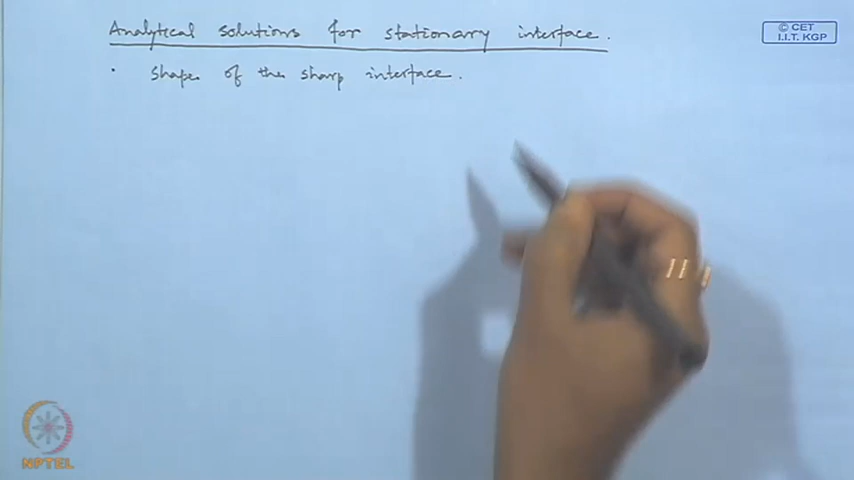 Analytical solutions for stationary interface.
© CET
I.I.T. KGP
· Shape of the sharp interface.
NPTEL